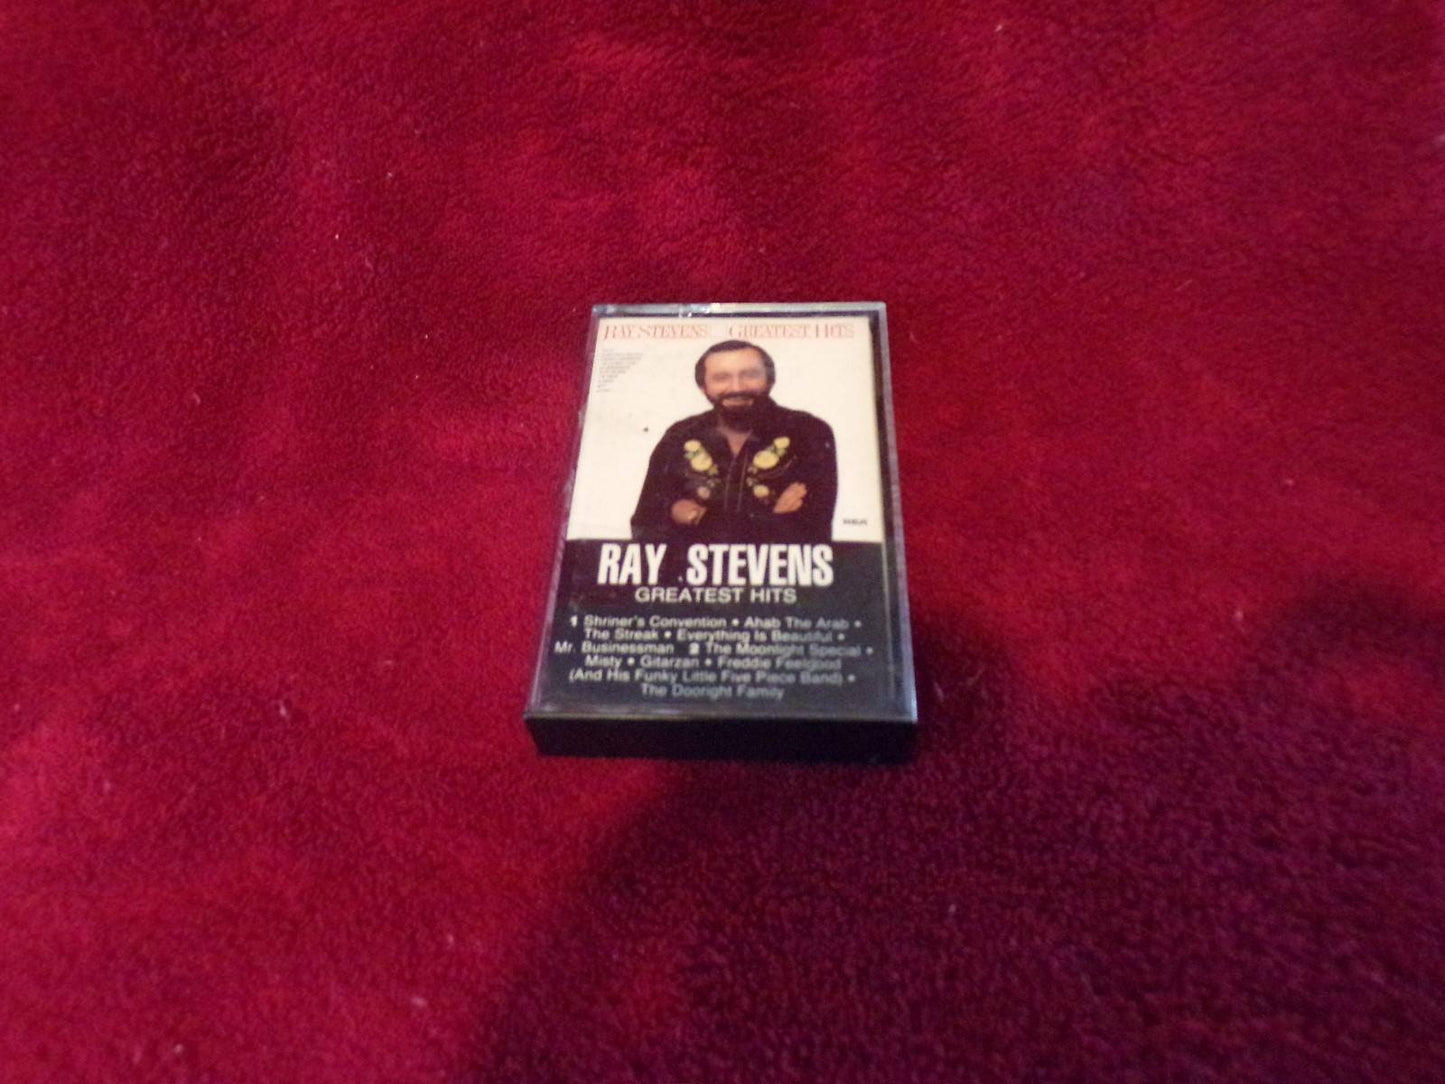 RAY STEVENS GREATEST HITS
RCA
RAY STEVENS
GREATEST HITS
1 Shriner's Convention • Ahab The Arab •
The Streak • Everything Is Beautiful •
Mr. Businessman 2 The Moonlight Special •
Misty • Gitarzan • Freddie Feelgood
(And His Funky Little Five Piece Band) •
The Dooright Family